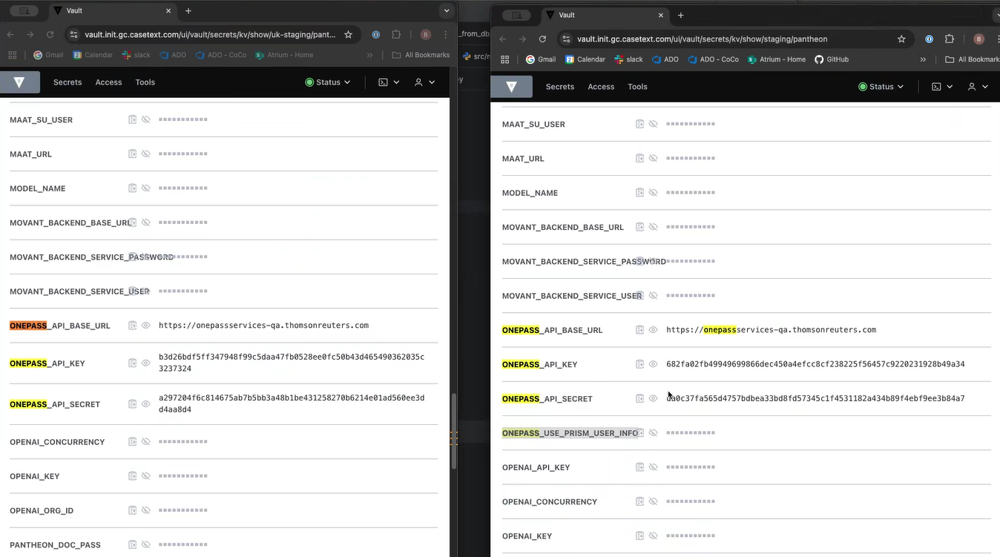 Vault
vault.init.gc.casetext.com/ui/vault/secrets/kv/show/uk-staging/pant...
B
Gmail Calendar slack ADO ADO - CoCo Atrium - Home » All Bookmarks
Secrets Access Tools Status
MAAT_SU_USER
MAAT_URL
MODEL_NAME
MOVANT_BACKEND_BASE_URL
MOVANT_BACKEND_SERVICE_PASSWORD
MOVANT_BACKEND_SERVICE_USER
ONEPASS_API_BASE_URL https://onepassservices-qa.thomsonreuters.com
ONEPASS_API_KEY b3d26bdf5ff347948f99c5daa47fb0528ee0fc50b43d465490362035c
3237324
ONEPASS_API_SECRET a297204f6c814675ab7b5bb3a48b1be431258270b6214e01ad560ee3d
d4aa8d4
OPENAI_CONCURRENCY
OPENAI_KEY
OPENAI_ORG_ID
PANTHEON_DOC_PASS
_from_db
src/n
Vault
vault.init.gc.casetext.com/ui/vault/secrets/kv/show/staging/pantheon
B
Gmail Calendar slack ADO ADO - CoCo Atrium - Home GitHub » All Bookmark
Secrets Access Tools Status
MAAT_SU_USER
MAAT_URL
MODEL_NAME
MOVANT_BACKEND_BASE_URL
MOVANT_BACKEND_SERVICE_PASSWORD
MOVANT_BACKEND_SERVICE_USER
ONEPASS_API_BASE_URL https://onepassservices-qa.thomsonreuters.com
ONEPASS_API_KEY 682fa02fb49949699866dec450a4efcc8cf238225f56457c9220231928b49a34
ONEPASS_API_SECRET
ONEPASS_USE_PRISM_USER_INFO
OPENAI_API_KEY
OPENAI_CONCURRENCY
OPENAI_KEY